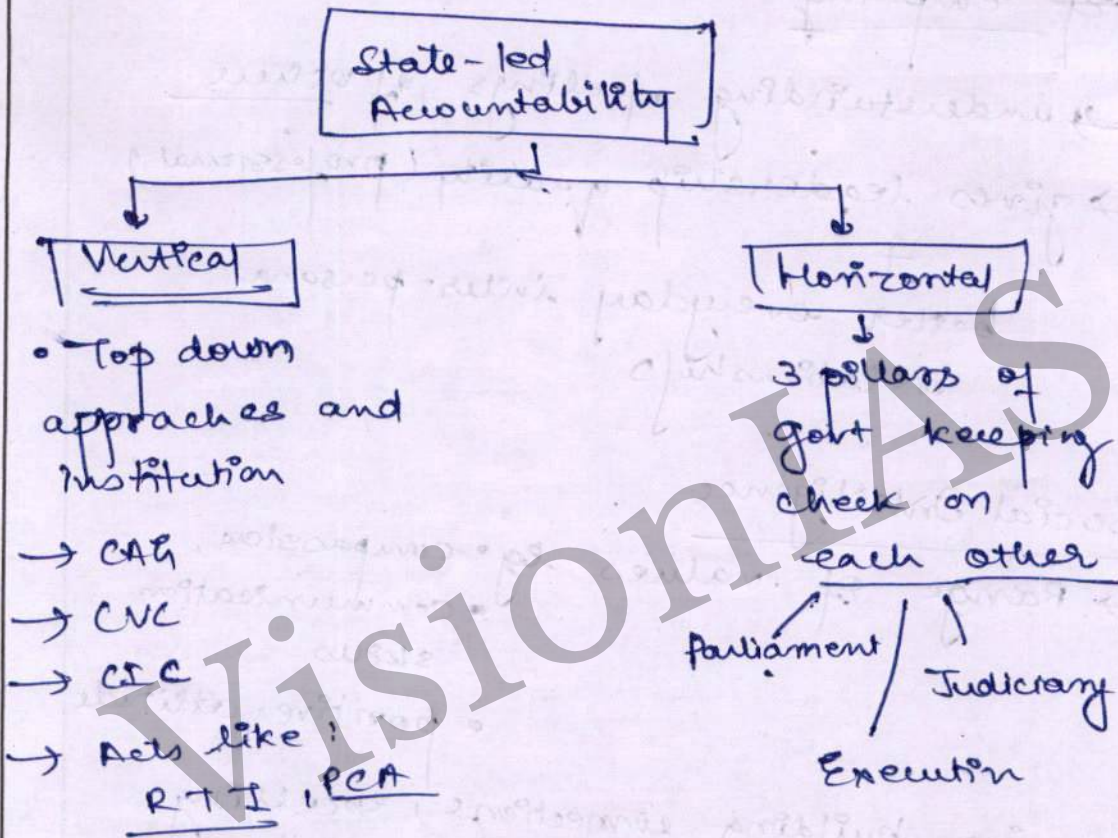 State-led
Accountability
Vertical
• Top down
approaches and
institution
→ CAG
→ CVC
→ CIC
→ Acts like :
RTI, PCA
Horizontal
3 pillars of
govt keeping
check on
each other
Parliament
Judiciary
Execution
VisionIAS